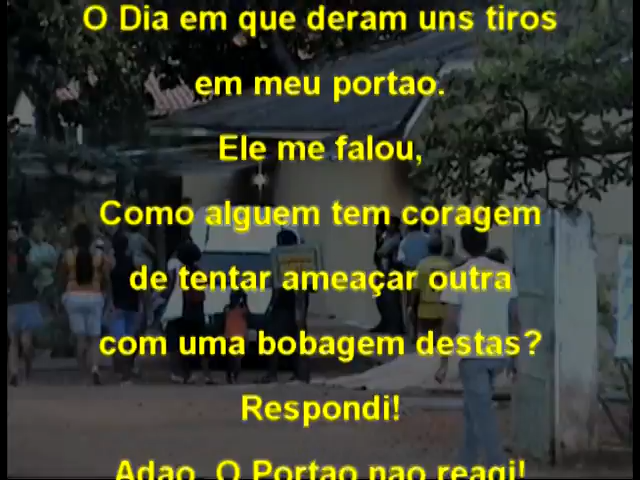 O Dia em que deram uns tiros
em meu portao.
Ele me falou,
Como alguem tem coragem
de tentar ameaçar outra
com uma bobagem destas?
Respondi!
Adao, O Portao nao reagi!